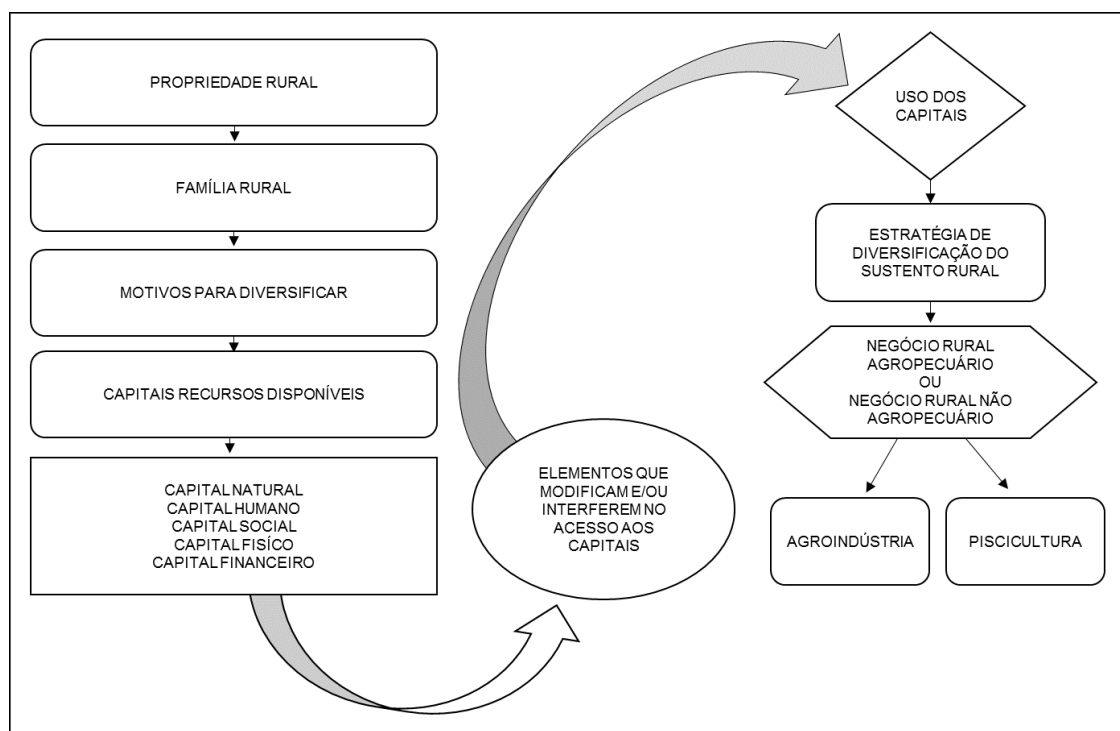 PROPRIEDADE RURAL
FAMÍLIA RURAL
MOTIVOS PARA DIVERSIFICAR
CAPITAIS RECURSOS DISPONÍVEIS
CAPITAL NATURAL
CAPITAL HUMANO
CAPITAL SOCIAL
CAPITAL FISÍCO
CAPITAL FINANCEIRO
ELEMENTOS QUE
MODIFICAM E/OU
INTERFEREM NO
ACESSO AOS
CAPITAIS
USO DOS
CAPITAIS
ESTRATÉGIA DE
DIVERSIFICAÇÃO DO
SUSTENTO RURAL
NEGÓCIO RURAL
AGROPECUÁRIO
OU
NEGÓCIO RURAL NÃO
AGROPECUÁRIO
AGROINDÚSTRIA
PISCICULTURA